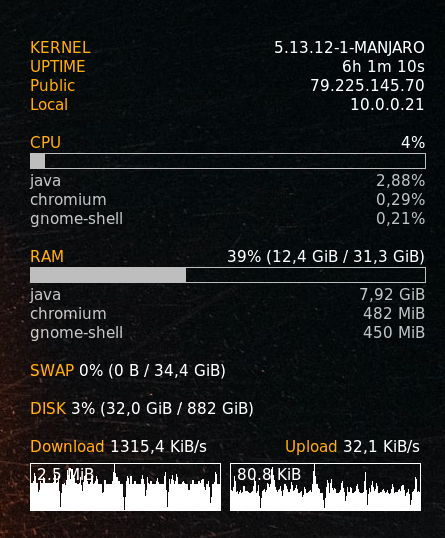 KERNEL 5.13.12-1-MANJARO
UPTIME 6h 1m 10s
Public 79.225.145.70
Local 10.0.0.21
CPU 4%
java 2,88%
chromium 0,29%
gnome-shell 0,21%
RAM 39% (12,4 GiB / 31,3 GiB)
java 7,92 GiB
chromium 482 MiB
gnome-shell 450 MiB
SWAP 0% (0 B / 34,4 GiB)
DISK 3% (32,0 GiB / 882 GiB)
Download 1315,4 KiB/s Upload 32,1 KiB/s
2.5 MiB 80.8 KiB